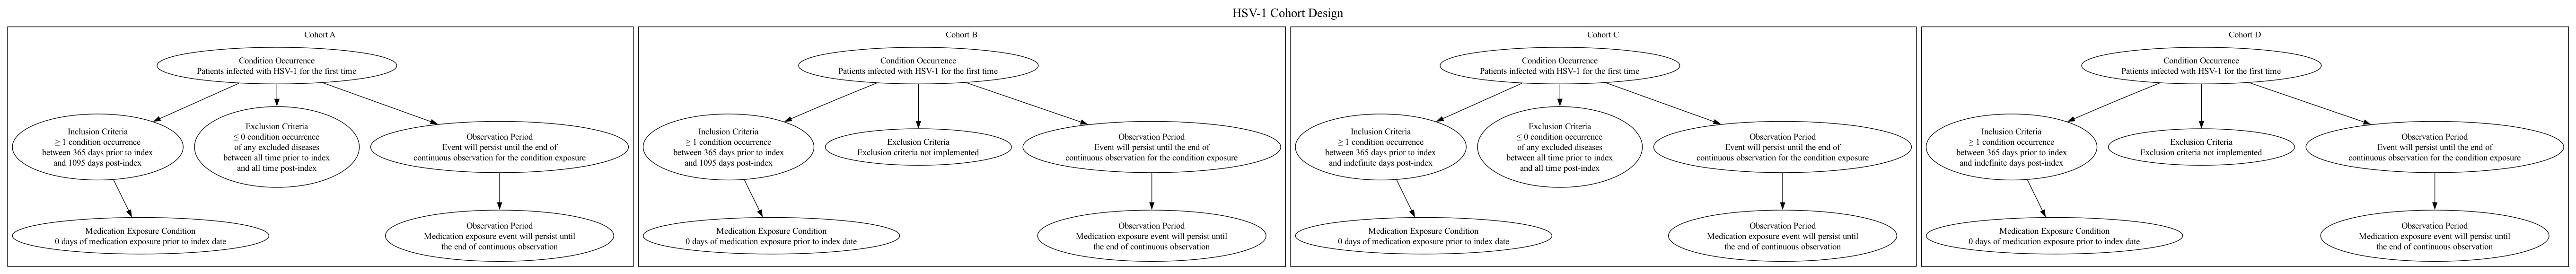 HSV-1 Cohort Design
Cohort A
Condition Occurrence
Patients infected with HSV-1 for the first time
Inclusion Criteria
≥ 1 condition occurrence
between 365 days prior to index
and 1095 days post-index
Exclusion Criteria
≤ 0 condition occurrence
of any excluded diseases
between all time prior to index
and all time post-index
Observation Period
Event will persist until the end of
continuous observation for the condition exposure
Medication Exposure Condition
0 days of medication exposure prior to index date
Observation Period
Medication exposure event will persist until
the end of continuous observation
Cohort B
Condition Occurrence
Patients infected with HSV-1 for the first time
Inclusion Criteria
≥ 1 condition occurrence
between 365 days prior to index
and 1095 days post-index
Exclusion Criteria
Exclusion criteria not implemented
Observation Period
Event will persist until the end of
continuous observation for the condition exposure
Medication Exposure Condition
0 days of medication exposure prior to index date
Observation Period
Medication exposure event will persist until
the end of continuous observation
Cohort C
Condition Occurrence
Patients infected with HSV-1 for the first time
Inclusion Criteria
≥ 1 condition occurrence
between 365 days prior to index
and indefinite days post-index
Exclusion Criteria
≤ 0 condition occurrence
of any excluded diseases
between all time prior to index
and all time post-index
Observation Period
Event will persist until the end of
continuous observation for the condition exposure
Medication Exposure Condition
0 days of medication exposure prior to index date
Observation Period
Medication exposure event will persist until
the end of continuous observation
Cohort D
Condition Occurrence
Patients infected with HSV-1 for the first time
Inclusion Criteria
≥ 1 condition occurrence
between 365 days prior to index
and indefinite days post-index
Exclusion Criteria
Exclusion criteria not implemented
Observation Period
Event will persist until the end of
continuous observation for the condition exposure
Medication Exposure Condition
0 days of medication exposure prior to index date
Observation Period
Medication exposure event will persist until
the end of continuous observation